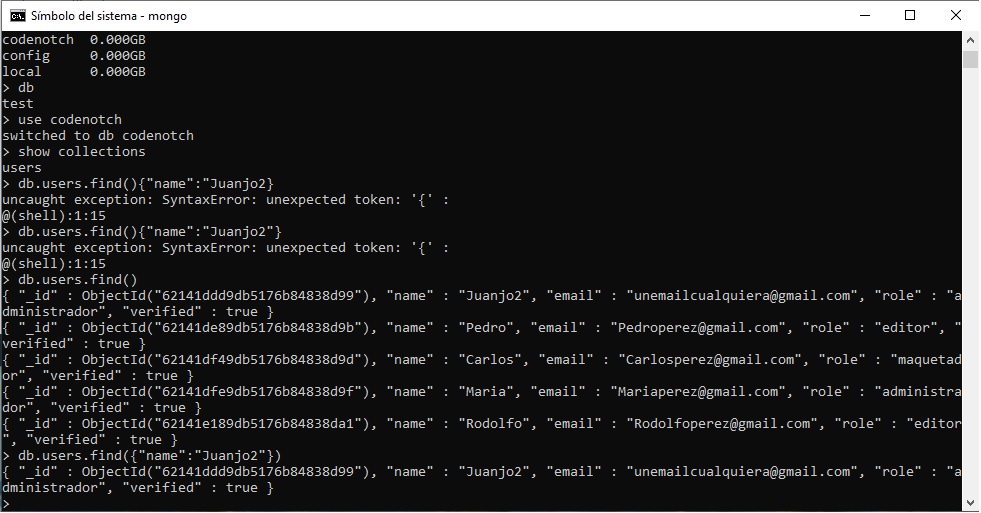 Símbolo del sistema - mongo
codenotch  0.000GB
config     0.000GB
local      0.000GB
> db
test
> use codenotch
switched to db codenotch
> show collections
users
> db.users.find(){"name":"Juanjo2}
uncaught exception: SyntaxError: unexpected token: '{' :
@(shell):1:15
> db.users.find(){"name":"Juanjo2"}
uncaught exception: SyntaxError: unexpected token: '{' :
@(shell):1:15
> db.users.find()
{ "_id" : ObjectId("62141ddd9db5176b84838d99"), "name" : "Juanjo2", "email" : "unemailcualquiera@gmail.com", "role" : "a
dministrador", "verified" : true }
{ "_id" : ObjectId("62141de89db5176b84838d9b"), "name" : "Pedro", "email" : "Pedroperez@gmail.com", "role" : "editor", "
verified" : true }
{ "_id" : ObjectId("62141df49db5176b84838d9d"), "name" : "Carlos", "email" : "Carlosperez@gmail.com", "role" : "maquetad
or", "verified" : true }
{ "_id" : ObjectId("62141dfe9db5176b84838d9f"), "name" : "Maria", "email" : "Mariaperez@gmail.com", "role" : "administra
dor", "verified" : true }
{ "_id" : ObjectId("62141e189db5176b84838da1"), "name" : "Rodolfo", "email" : "Rodolfoperez@gmail.com", "role" : "editor
", "verified" : true }
> db.users.find({"name":"Juanjo2"})
{ "_id" : ObjectId("62141ddd9db5176b84838d99"), "name" : "Juanjo2", "email" : "unemailcualquiera@gmail.com", "role" : "a
dministrador", "verified" : true }
>